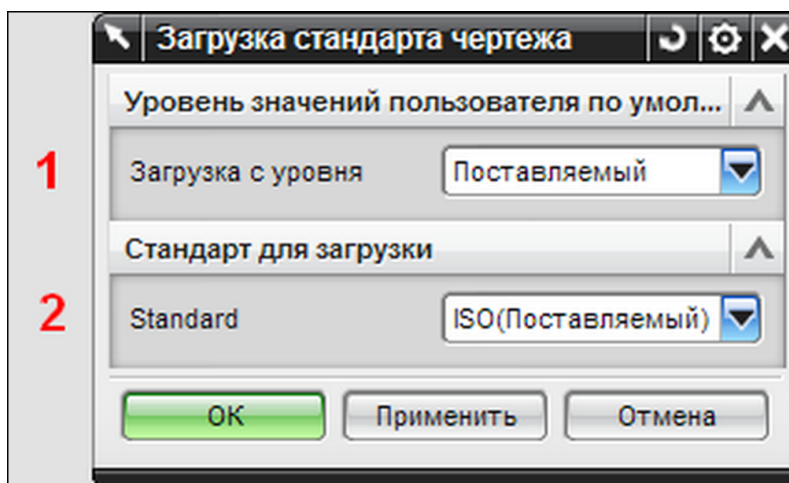 Загрузка стандарта чертежа
Уровень значений пользователя по умол...
1 Загрузка с уровня Поставляемый
Стандарт для загрузки
2 Standard ISO(Поставляемый)
ОК Применить Отмена